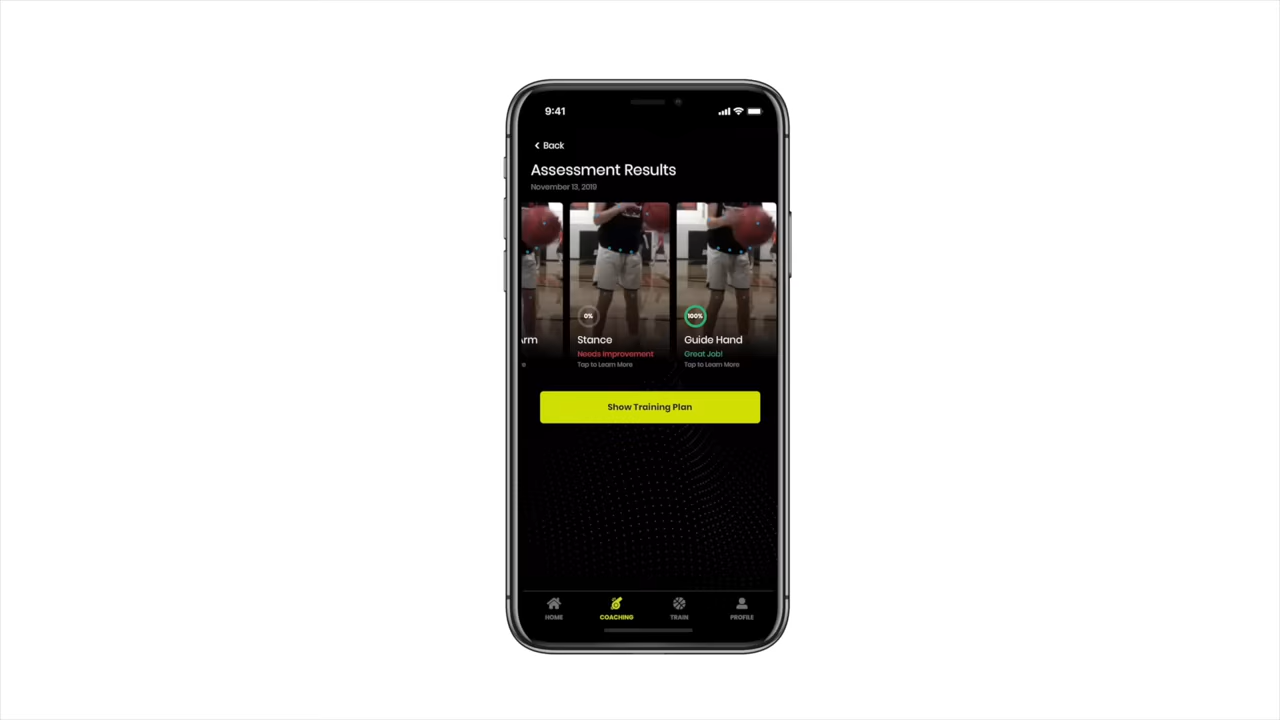 9:41
Back
Assessment Results
November 13, 2019
0%
100%
Arm
Stance
Guide Hand
Needs Improvement
Great Job!
Tap to Learn More
Tap to Learn More
Show Training Plan
HOME
COACHING
TRAIN
PROFILE